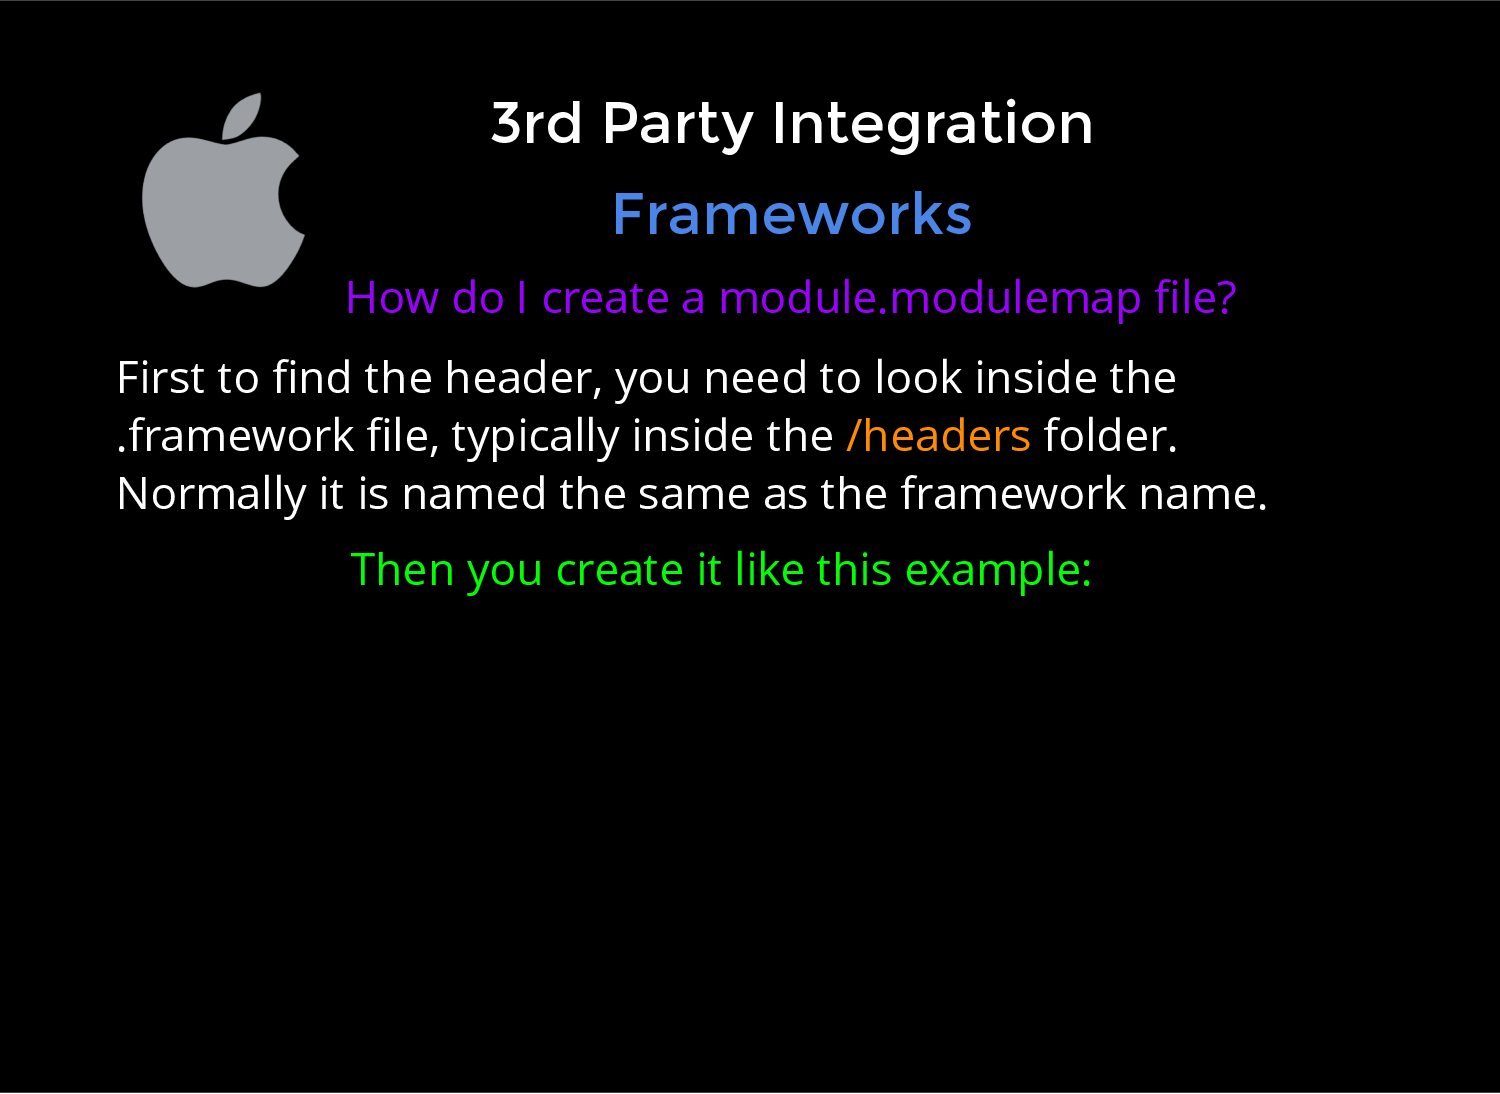 3rd Party Integration
Frameworks
How do I create a module.modulemap file?
First to find the header, you need to look inside the
.framework file, typically inside the /headers folder.
Normally it is named the same as the framework name.
Then you create it like this example: